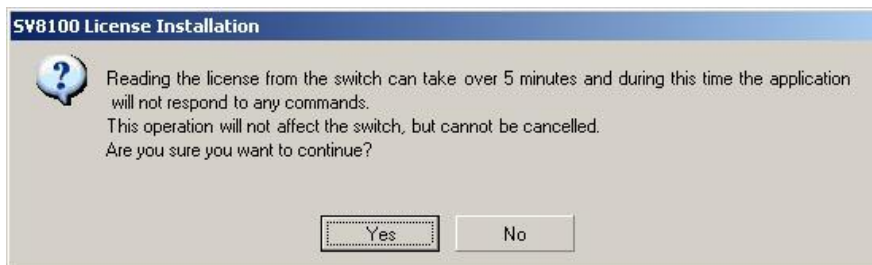 SV8100 License Installation
Reading the license from the switch can take over 5 minutes and during this time the application
will not respond to any commands.
This operation will not affect the switch, but cannot be cancelled.
Are you sure you want to continue?
Yes No